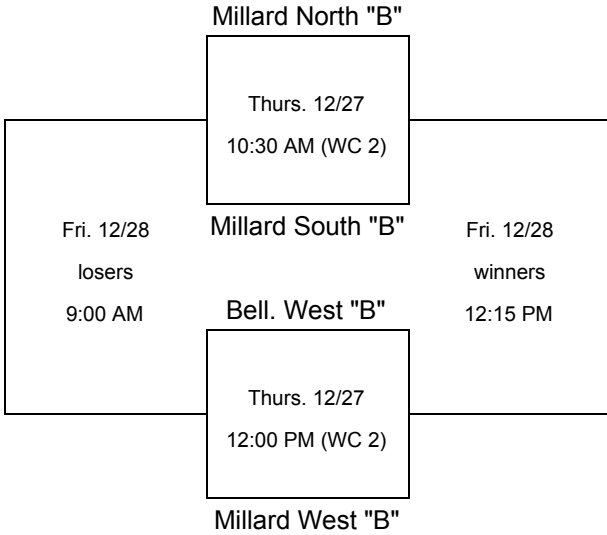 Millard North "B"
Thurs. 12/27
10:30 AM (WC 2)
Millard South "B"
Fri. 12/28
losers
9:00 AM
Fri. 12/28
winners
12:15 PM
Bell. West "B"
Thurs. 12/27
12:00 PM (WC 2)
Millard West "B"